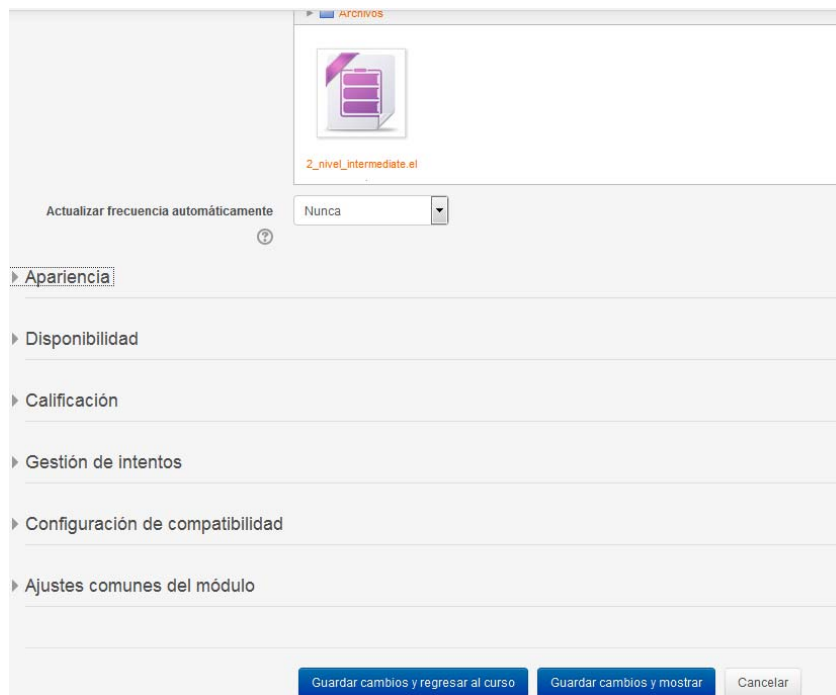 Archivos
2_nivel_intermediate.el
Actualizar frecuencia automáticamente
Nunca
?
Apariencia
Disponibilidad
Calificación
Gestión de intentos
Configuración de compatibilidad
Ajustes comunes del módulo
Guardar cambios y regresar al curso
Guardar cambios y mostrar
Cancelar